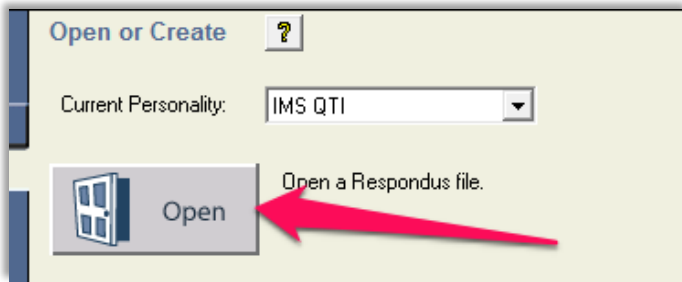 Open or Create ?
Current Personality: IMS QTI
Open a Respondus file.
Open